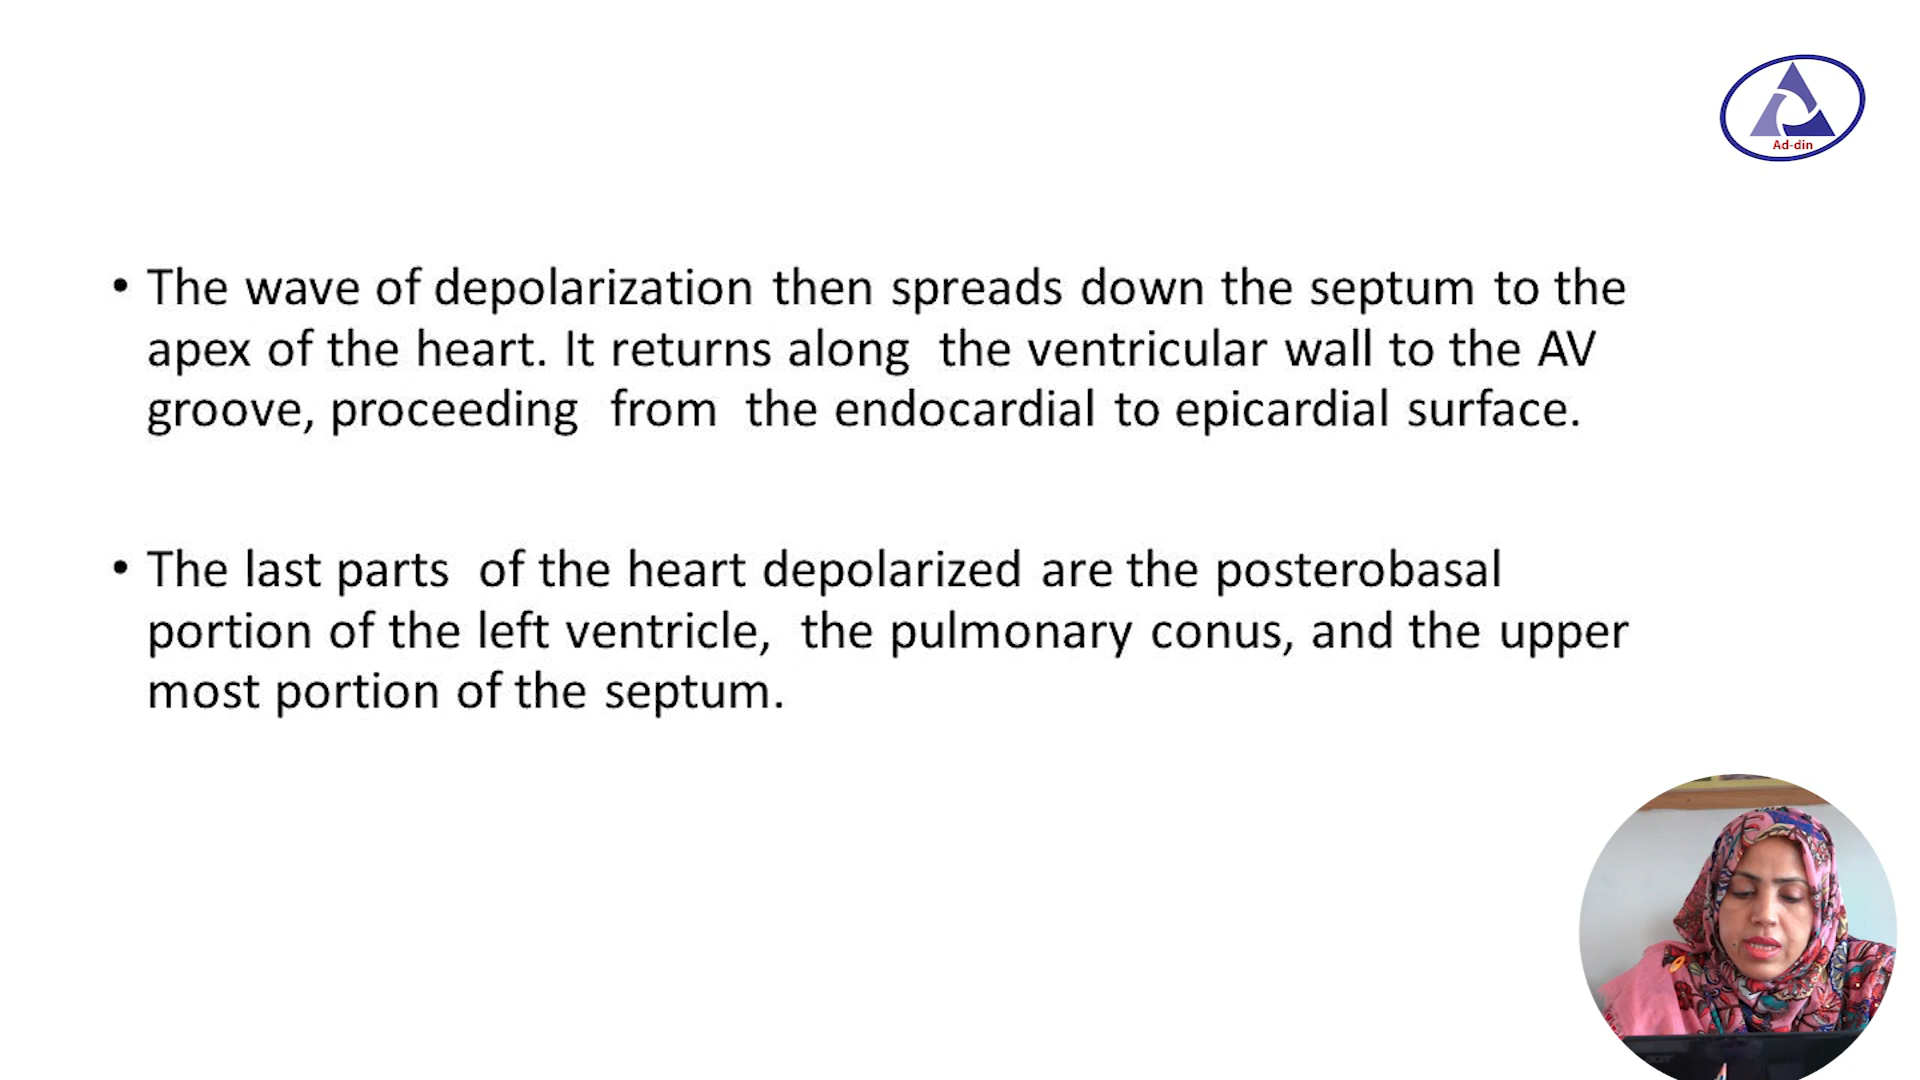 Ad-din
• The wave of depolarization then spreads down the septum to the
apex of the heart. It returns along the ventricular wall to the AV
groove, proceeding from the endocardial to epicardial surface.
• The last parts of the heart depolarized are the posterobasal
portion of the left ventricle, the pulmonary conus, and the upper
most portion of the septum.
acer